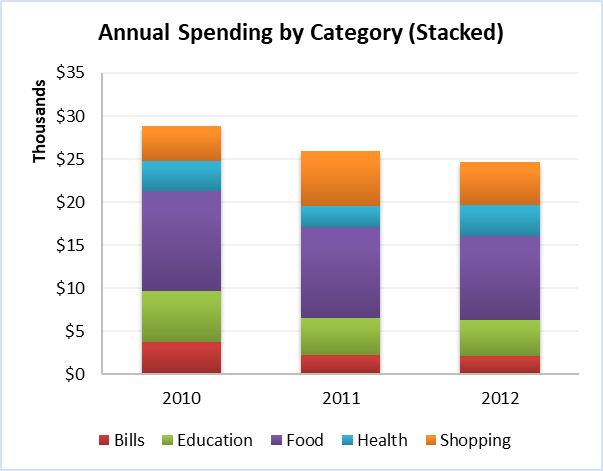 Annual Spending by Category (Stacked)
Thousands
$35
$30
$25
$20
$15
$10
$5
$0
2010 2011 2012
Bills Education Food Health Shopping